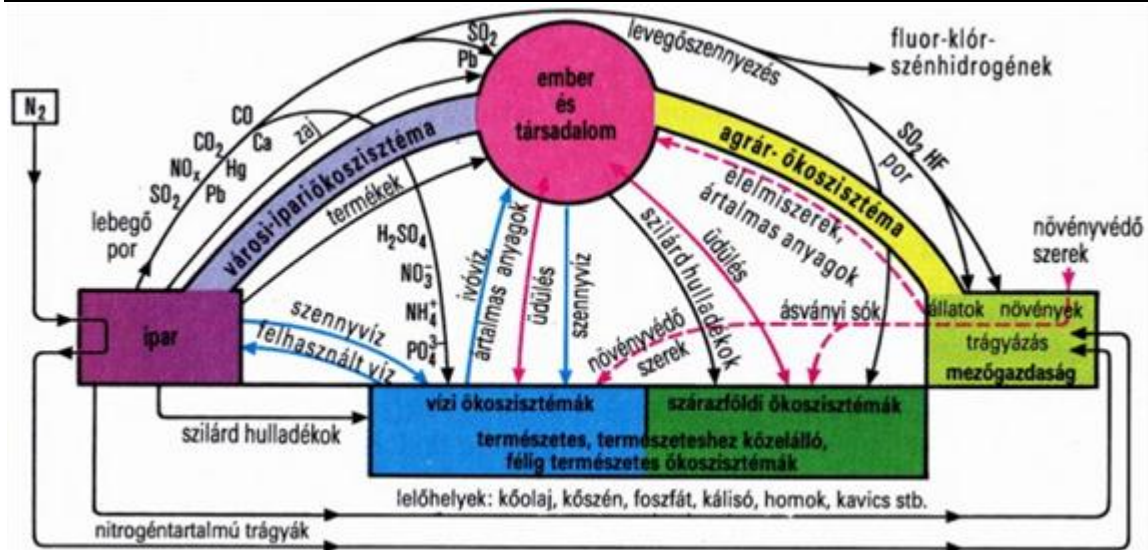 SO2
Pb
levegőszennyezés
fluor-klór-
szénhidrogének
ember
és
társadalom
N2
CO
CO2
Ca
zaj
NOx
Hg
SO2
Pb
lebegő
por
városi-ipariökoszisztéma
termékek
agrár- ökoszisztéma
SO2 HF
por
élelmiszerek,
ártalmas anyagok
növényvédő
szerek
H2SO4
NO3−
NH4+
PO43−
ivóvíz
ártalmas anyagok
üdülés
szennyvíz
szilárd hulladékok
üdülés
ásványi sók
növényvédő
szerek
ipar
szennyvíz
felhasznált víz
állatok növények
trágyázás
mezőgazdaság
vízi ökoszisztémák
szárazföldi ökoszisztémák
természetes, természeteshez közelálló,
félig természetes ökoszisztémák
szilárd hulladékok
lelőhelyek: kőolaj, kőszén, foszfát, kálisó, homok, kavics stb.
nitrogéntartalmú trágyák